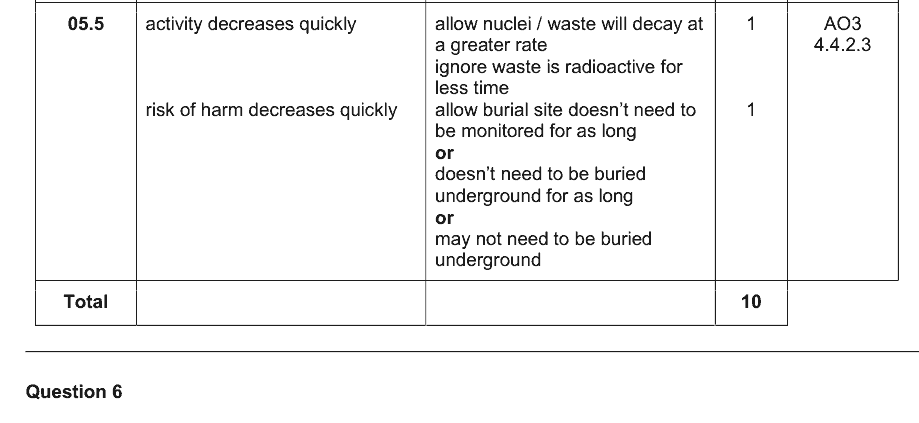 05.5 activity decreases quickly allow nuclei / waste will decay at 1 AO3
a greater rate 4.4.2.3
ignore waste is radioactive for
less time
risk of harm decreases quickly allow burial site doesn't need to 1
be monitored for as long
or
doesn't need to be buried
underground for as long
or
may not need to be buried
underground
Total 10
Question 6